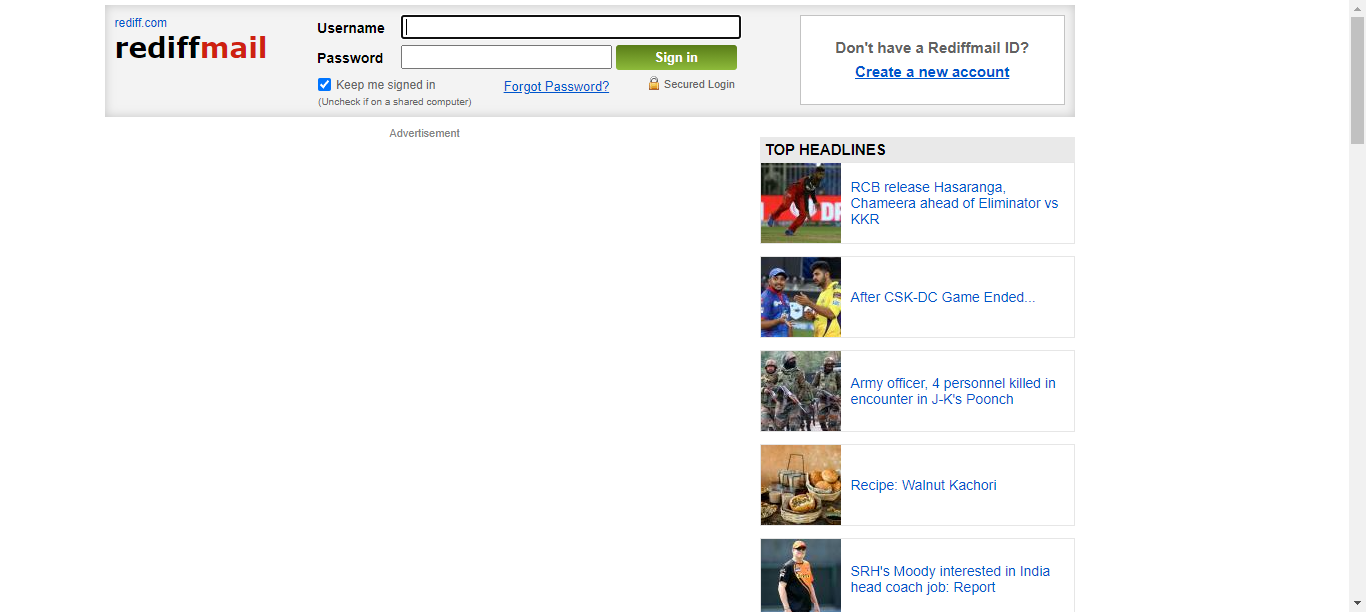 rediff.com
rediffmail
Username
Password
Sign in
Keep me signed in
(Uncheck if on a shared computer)
Forgot Password?
Secured Login
Don't have a Rediffmail ID?
Create a new account
Advertisement
TOP HEADLINES
RCB release Hasaranga,
Chameera ahead of Eliminator vs
KKR
After CSK-DC Game Ended...
Army officer, 4 personnel killed in
encounter in J-K's Poonch
Recipe: Walnut Kachori
SRH's Moody interested in India
head coach job: Report